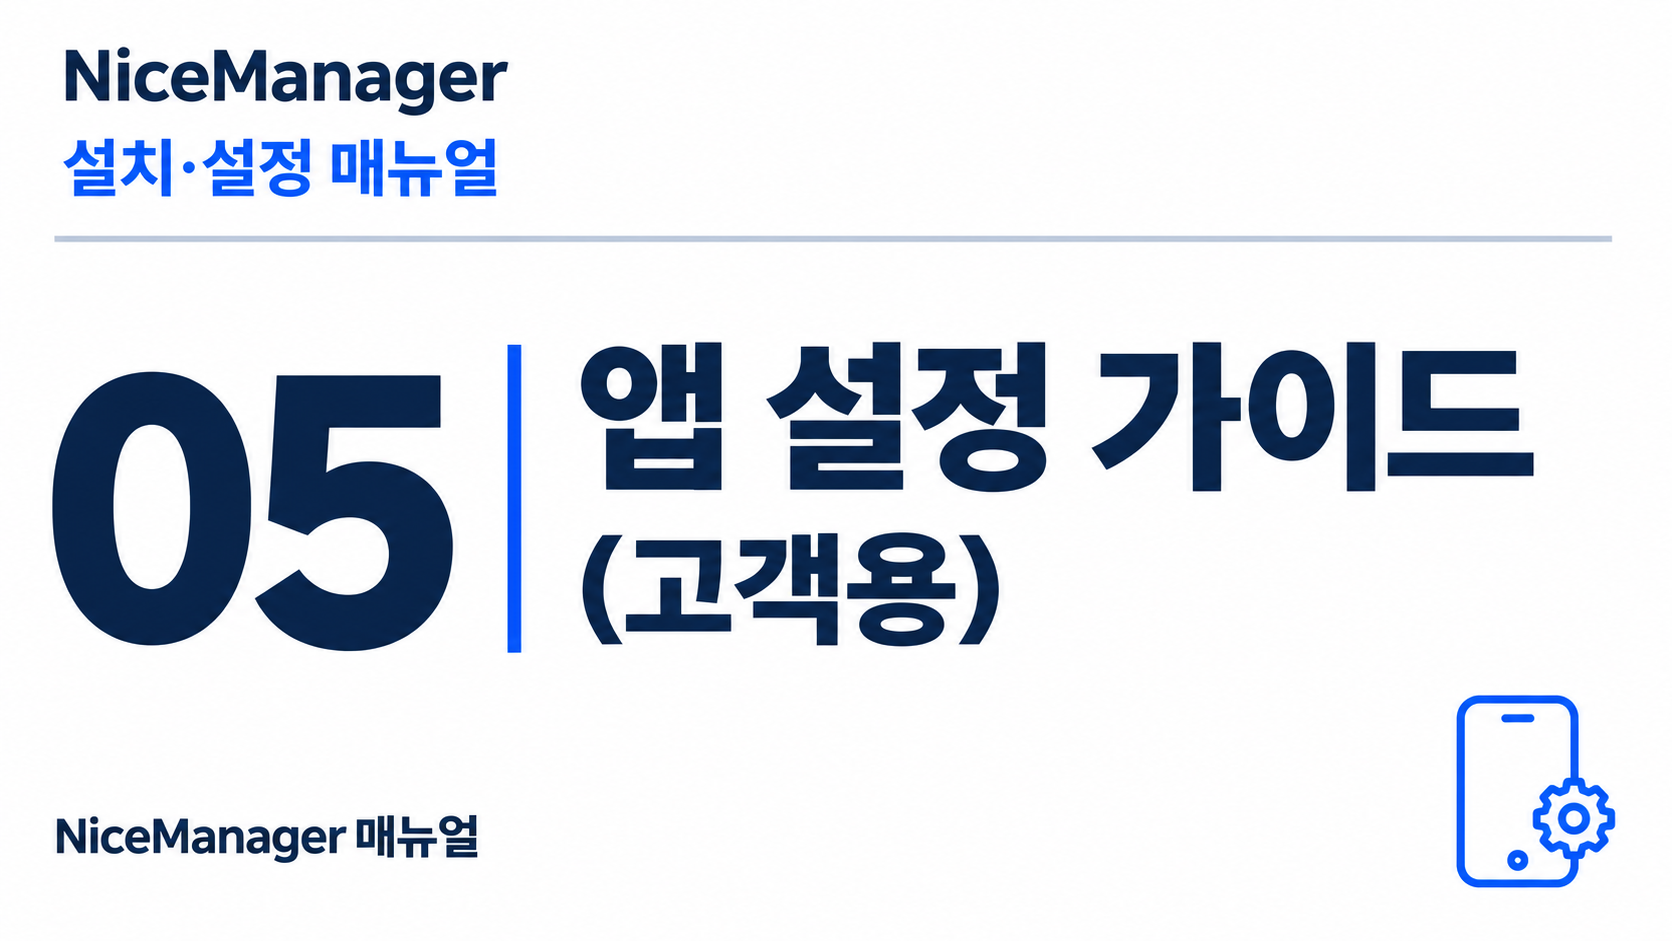 NiceManager
설치·설정 매뉴얼
05
앱 설정 가이드
(고객용)
NiceManager 매뉴얼